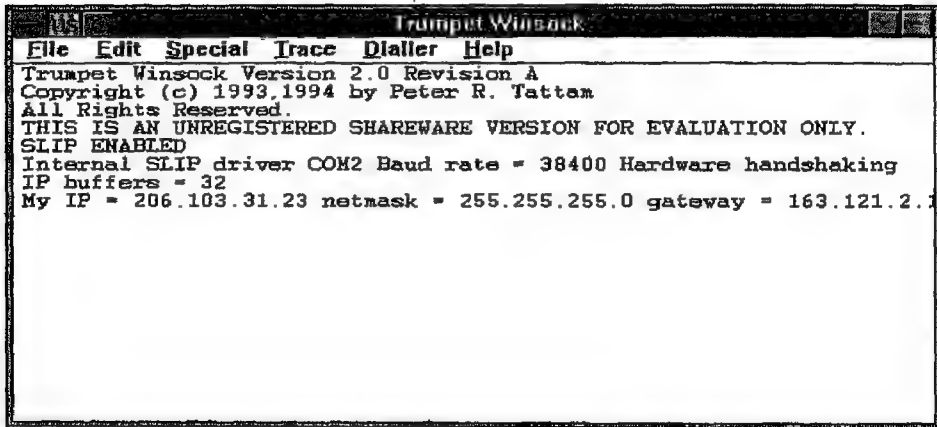 Trumpet Winsock
File Edit Special Trace Dialler Help
Trumpet Winsock Version 2.0 Revision A
Copyright (c) 1993,1994 by Peter R. Tattam
All Rights Reserved.
THIS IS AN UNREGISTERED SHAREWARE VERSION FOR EVALUATION ONLY.
SLIP ENABLED
Internal SLIP driver COM2 Baud rate = 38400 Hardware handshaking
IP buffers = 32
My IP = 206.103.31.23 netmask = 255.255.255.0 gateway = 163.121.2.